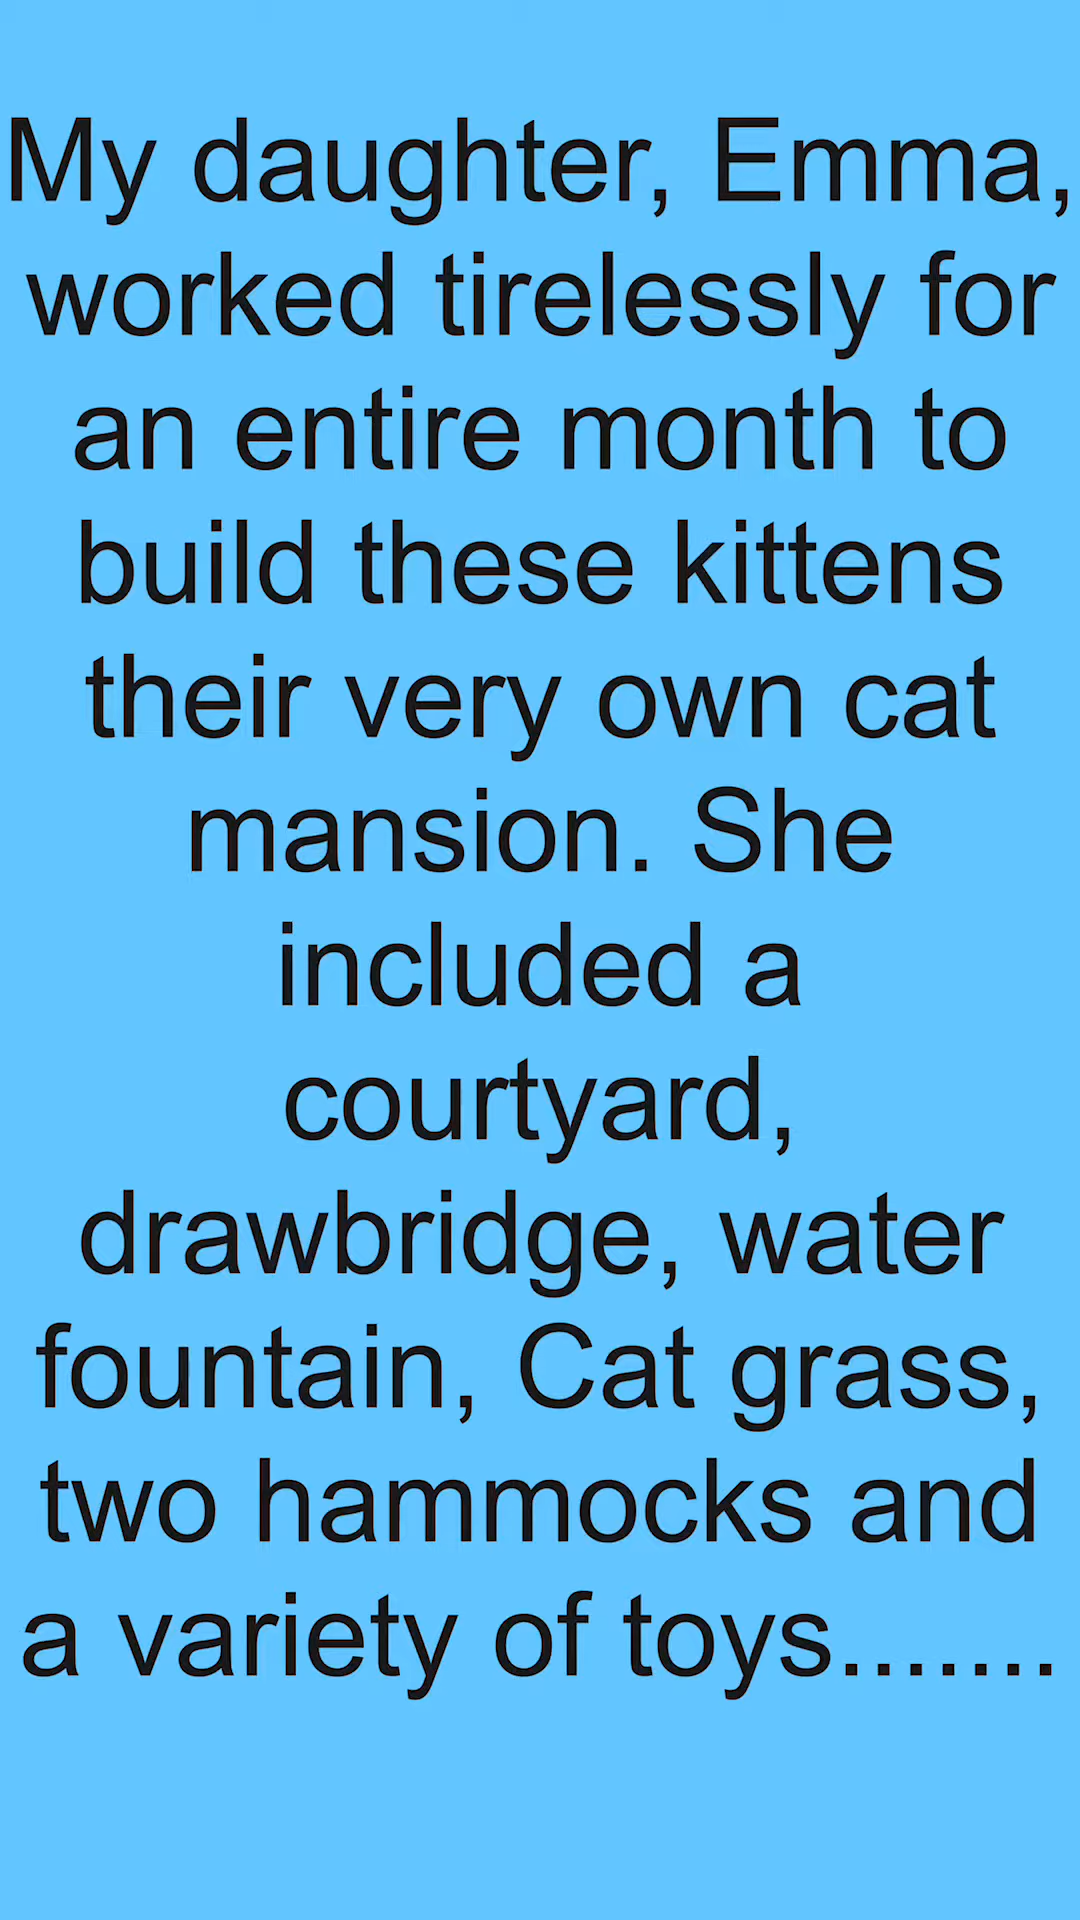 My daughter, Emma,
worked tirelessly for
an entire month to
build these kittens
their very own cat
mansion. She
included a
courtyard,
drawbridge, water
fountain, Cat grass,
two hammocks and
a variety of toys.......